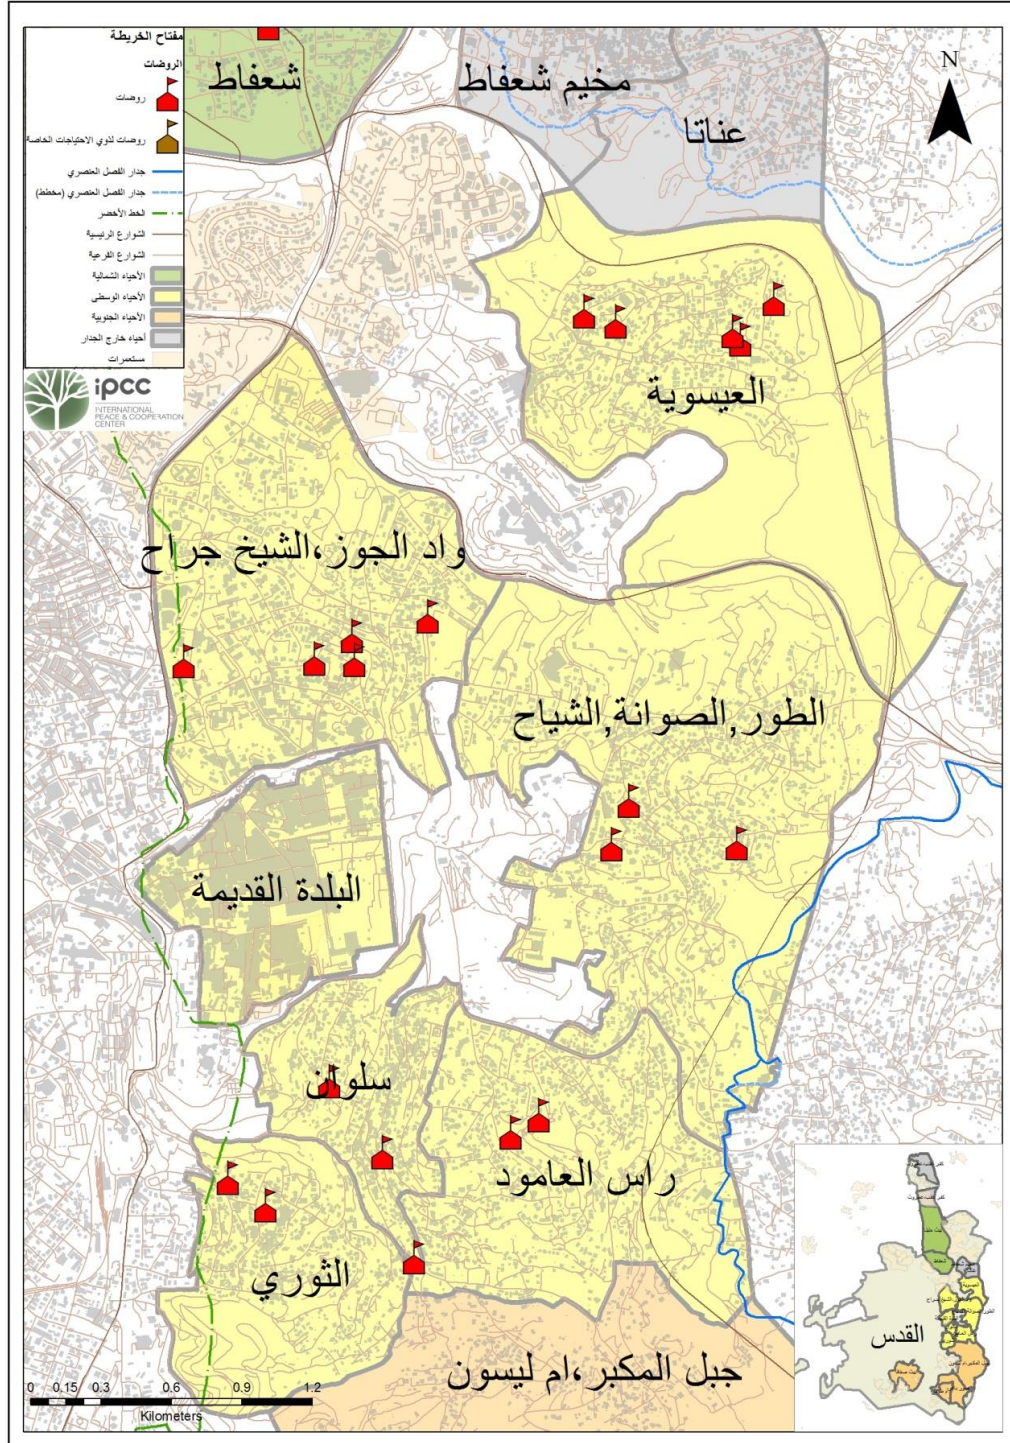 مفتاح الخريطة
الروضات
روضات
روضات لذوي الاحتياجات الخاصة
جدار الفصل العنصري
جدار الفصل العنصري (مخطط)
الخط الأخضر
الشوارع الرئيسية
الشوارع الفرعية
الأحياء الشمالية
الأحياء الوسطى
الأحياء الجنوبية
أحياء خارج الجدار
مستعمرات
ipcc
INTERNATIONAL
PEACE & COOPERATION
CENTER
N
شعفاط
مخيم شعفاط
عناتا
العيسوية
واد الجوز،الشيخ جراح
الطور,الصوانة,الشياح
البلدة القديمة
سلوان
راس العامود
الثوري
جبل المكبر،ام ليسون
القدس
0 0.15 0.3 0.6 0.9 1.2
Kilometers